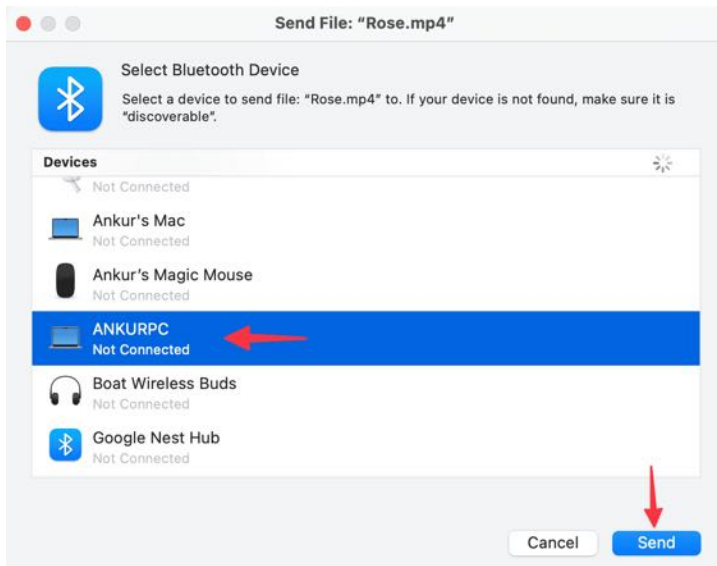 Send File: “Rose.mp4”
Select Bluetooth Device
Select a device to send file: “Rose.mp4” to. If your device is not found, make sure it is
“discoverable”.
Devices
Not Connected
Ankur's Mac
Not Connected
Ankur’s Magic Mouse
Not Connected
ANKURPC
Not Connected
Boat Wireless Buds
Not Connected
Google Nest Hub
Not Connected
Cancel
Send